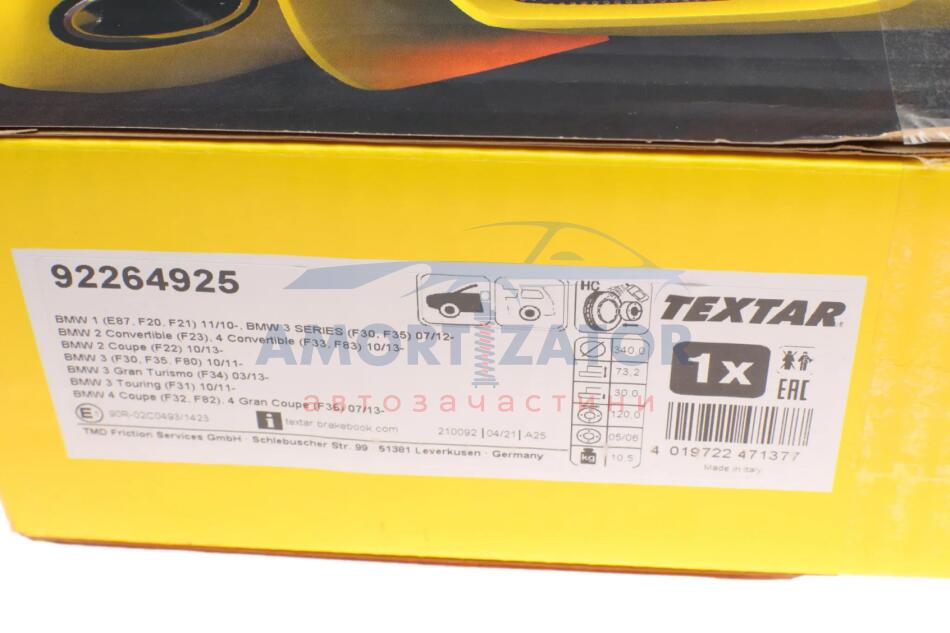 92264925
BMW 1 (E87, F20, F21) 11/10-, BMW 3 SERIES (F30, F35) 07/12-
BMW 2 Convertible (F23), 4 Convertible (F33, F83) 10/13-
BMW 2 Coupe (F22) 10/13-
BMW 3 (F30, F35, F80) 10/11-
BMW 3 Gran Turismo (F34) 03/13-
BMW 3 Touring (F31) 10/11-
BMW 4 Coupe (F32, F82), 4 Gran Coupe (F36) 07/13-
E 90R-02C0493/1423
i textar brakebook.com
210092 04/21 A25
TMD Friction Services GmbH · Schlebuscher Str. 99 · 51381 Leverkusen · Germany
HC
340,0
73,2
30,0
120,0
05/06
kg 10,5
TEXTAR
1x
EAC
4 019722 471377
Made in Italy
AMORTIZATOR
автозапчастини